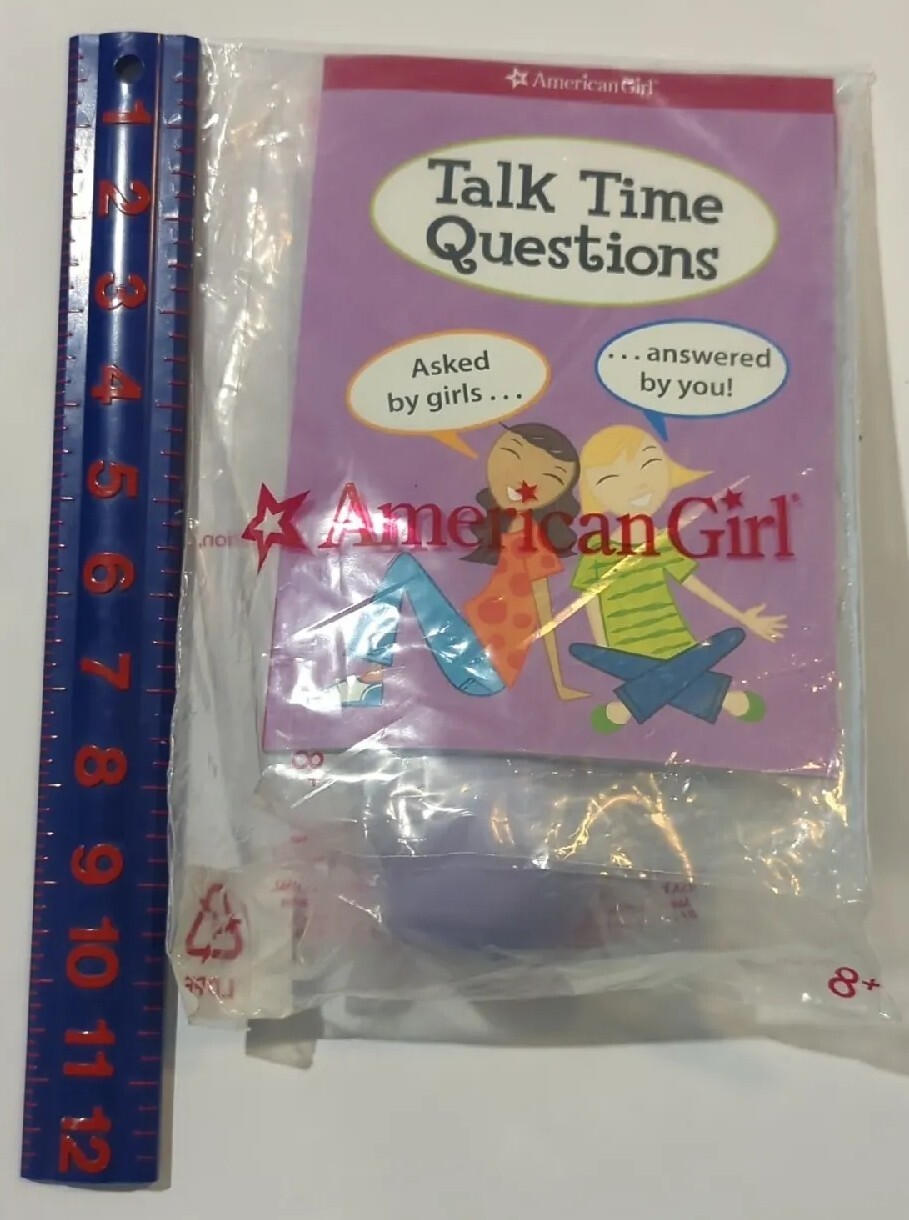 1
2
3
4
5
6
7
8
9
10
11
12
American Girl
Talk Time
Questions
Asked
by girls . . .
. . . answered
by you!
American Girl®
8+
8+